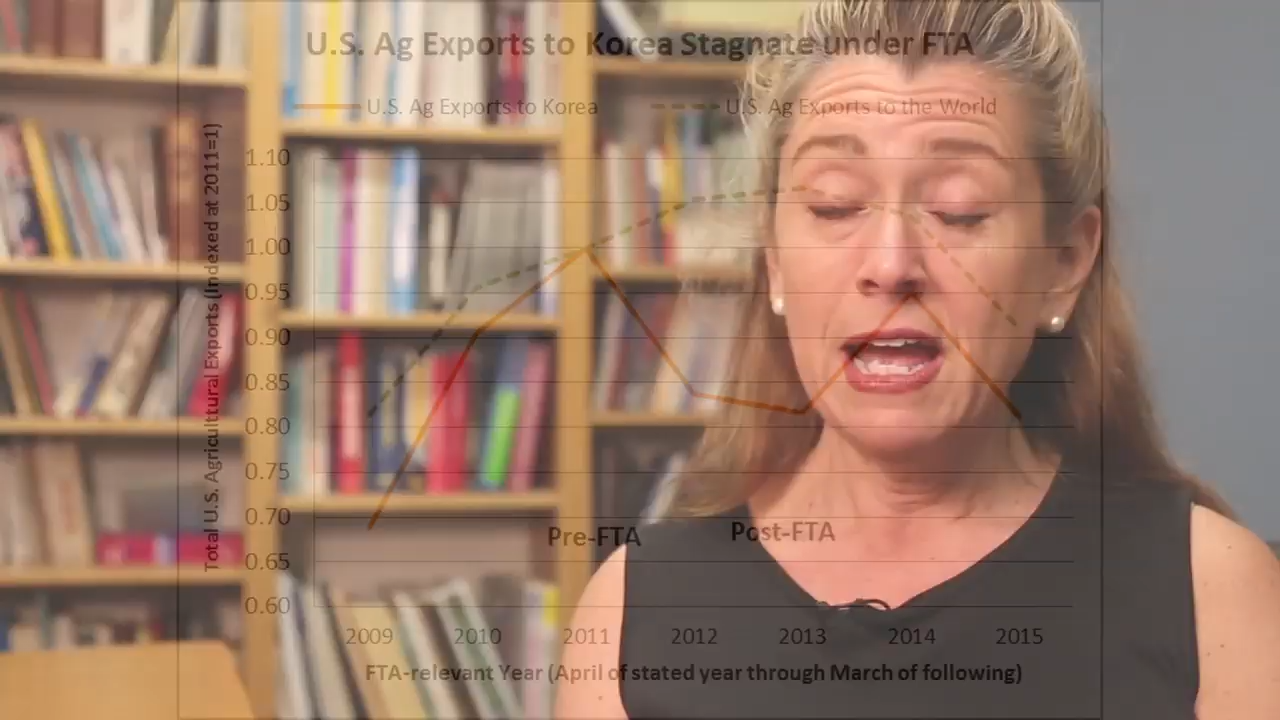 U.S. Ag Exports to Korea Stagnate under FTA
U.S. Ag Exports to Korea
U.S. Ag Exports to the World
Total U.S. Agricultural Exports (Indexed at 2011=1)
1.10
1.05
1.00
0.95
0.90
0.85
0.80
0.75
0.70
0.65
0.60
Pre-FTA
Post-FTA
2009 2010 2011 2012 2013 2014 2015
FTA-relevant Year (April of stated year through March of following)